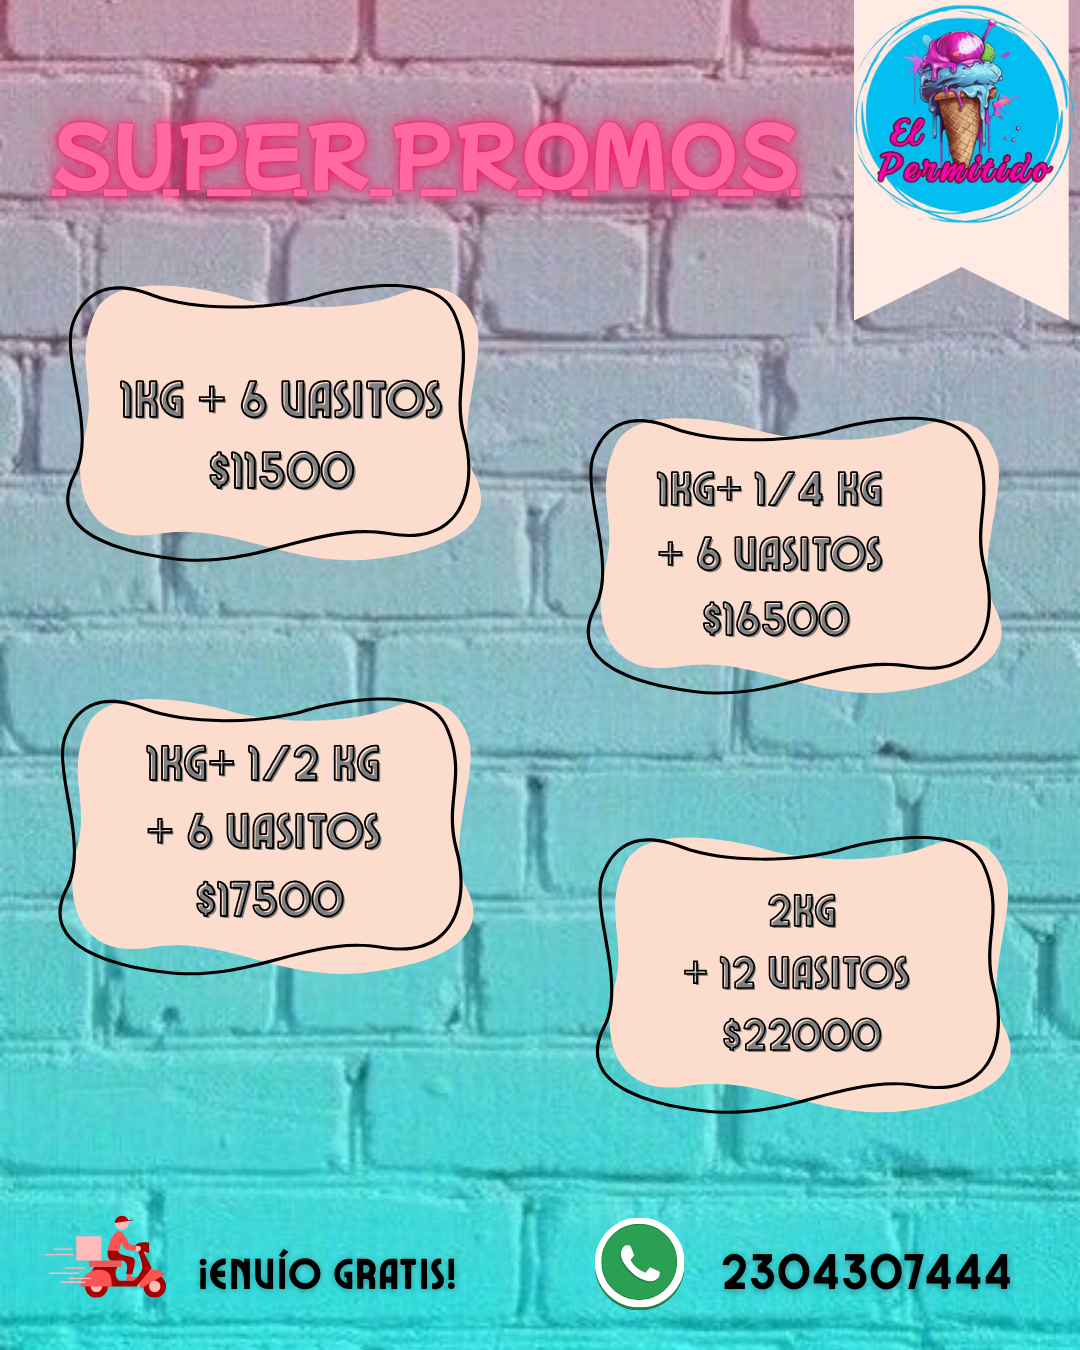 SUPER PROMOS
El
Permitido
1KG + 6 VASITOS
$11500
1KG+ 1/4 KG
+ 6 VASITOS
$16500
1KG+ 1/2 KG
+ 6 VASITOS
$17500
2KG
+ 12 VASITOS
$22000
¡ENVÍO GRATIS!
2304307444